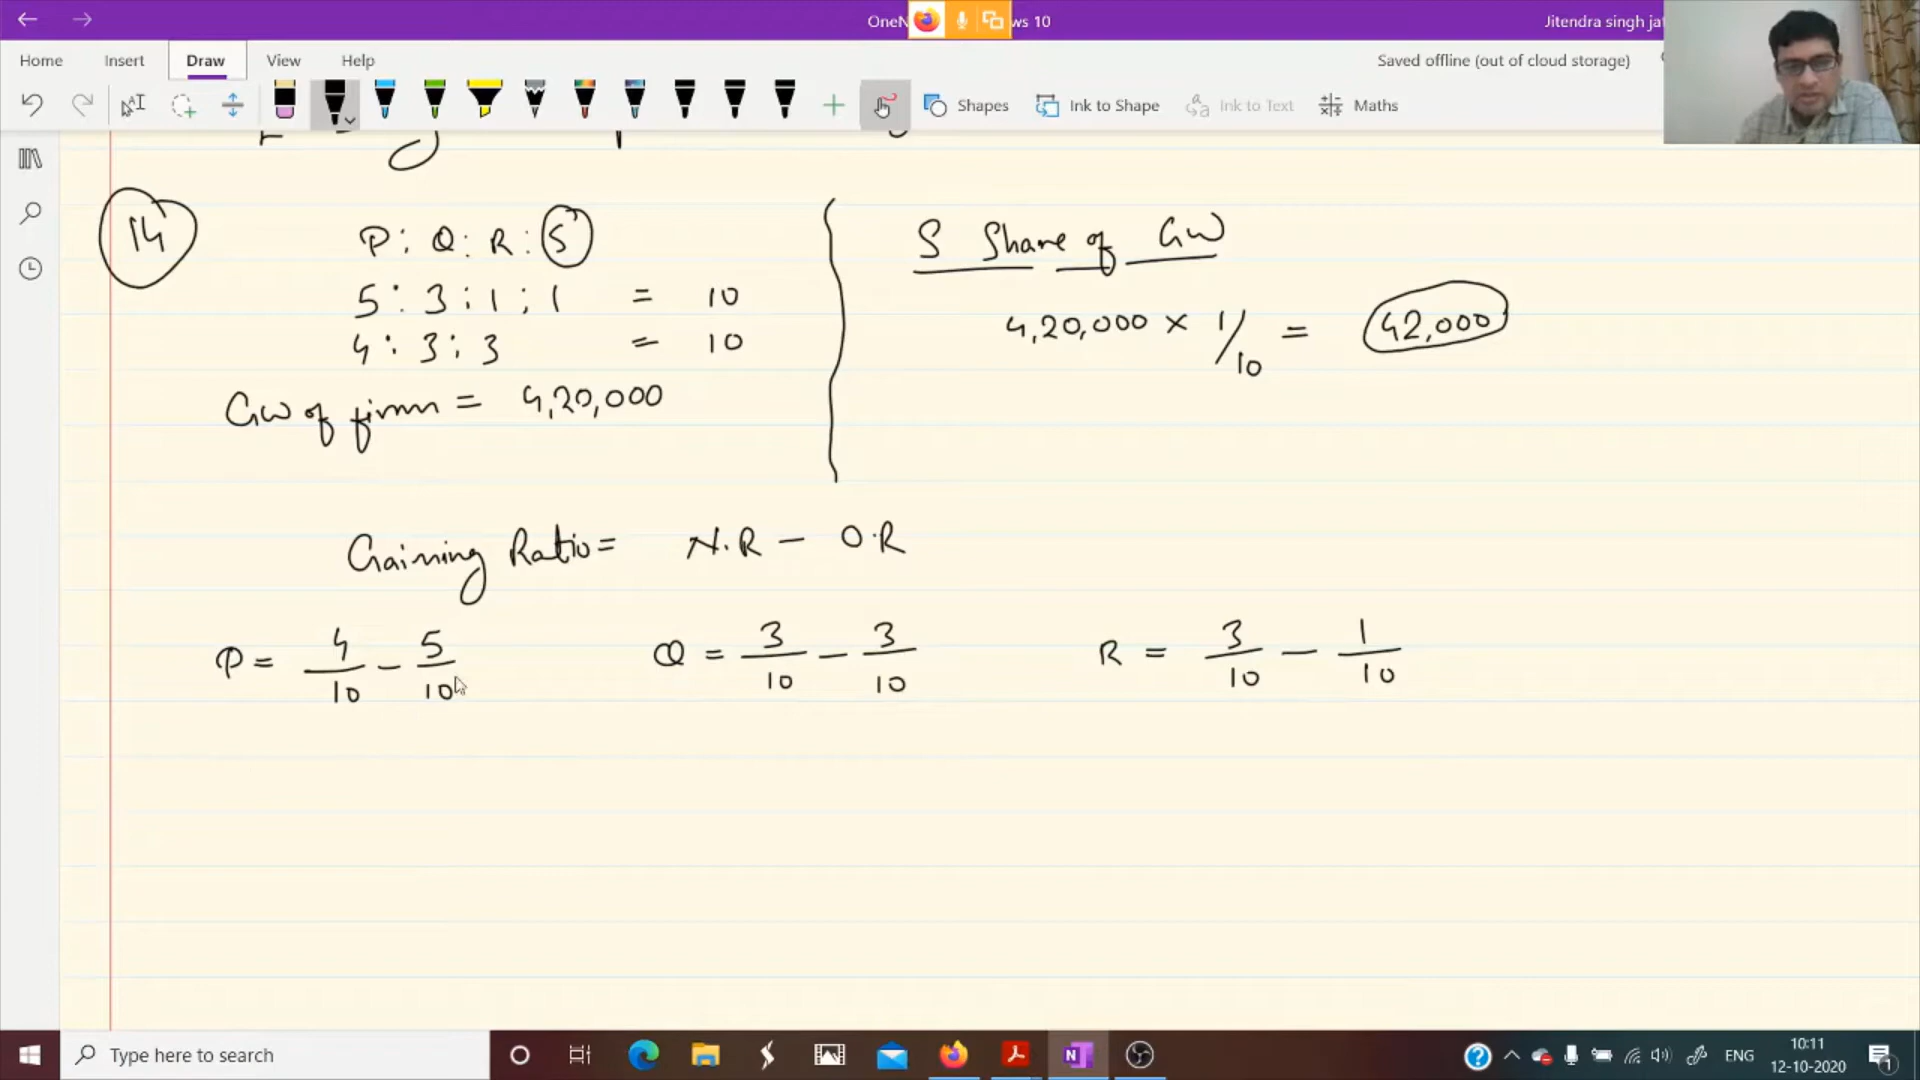 OneN
ws 10
Jitendra singh jat
Home Insert Draw View Help
Saved offline (out of cloud storage)
Shapes Ink to Shape Ink to Text Maths
14
P : Q : R : S
5 : 3 : 1 : 1 = 10
4 : 3 : 3 = 10
GW of firm = 4,20,000
S Share of GW
4,20,000 × 1/10 = 42,000
Gaining Ratio = N.R - O.R
P = 4/10 - 5/10
Q = 3/10 - 3/10
R = 3/10 - 1/10
Type here to search
ENG
10:11
12-10-2020
1